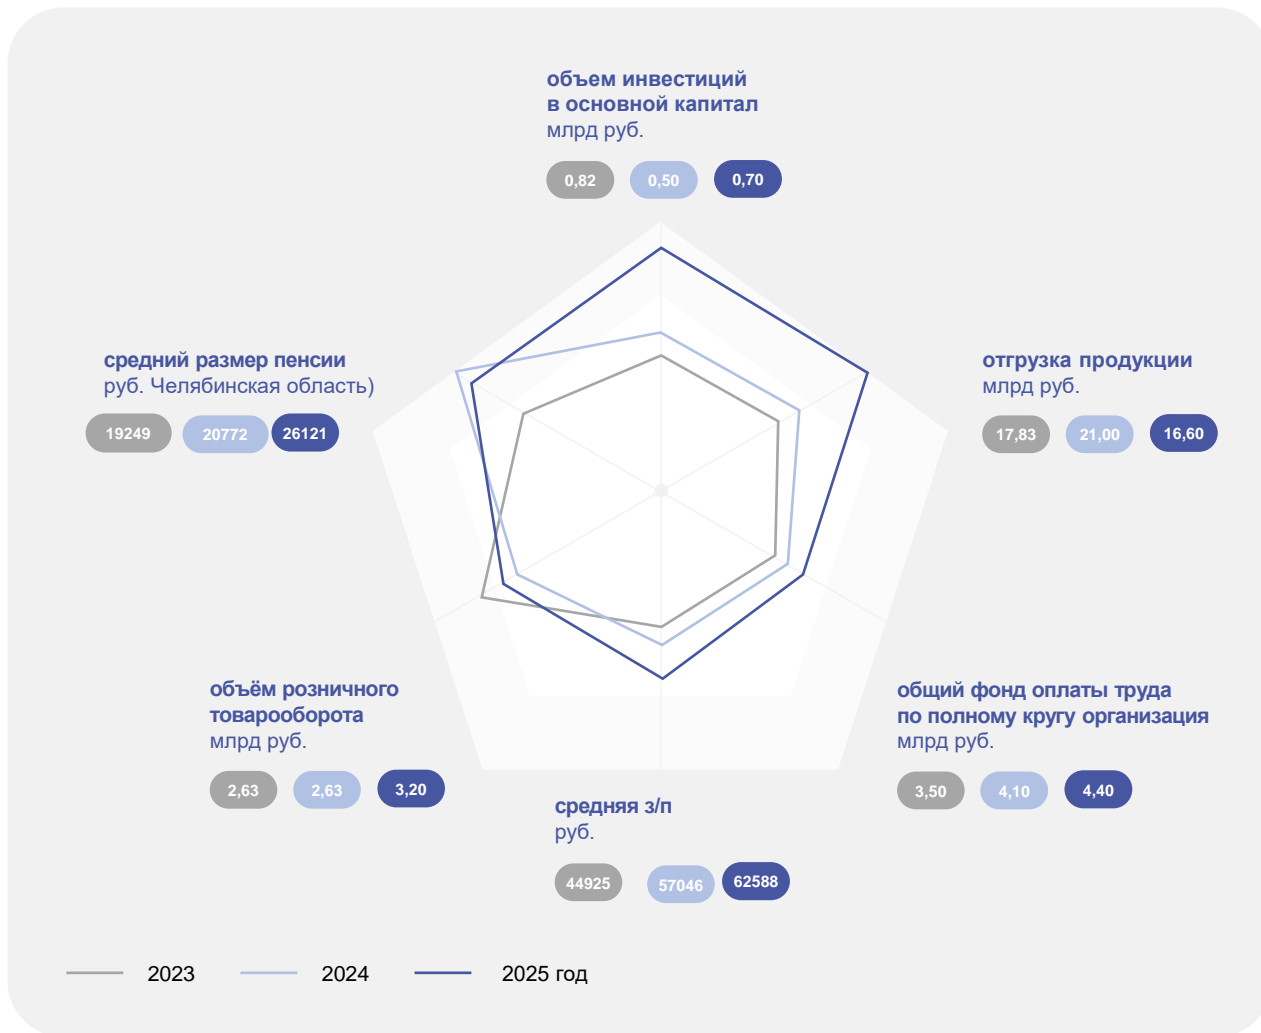 объем инвестиций
в основной капитал
млрд руб.
0,82 0,50 0,70
средний размер пенсии
руб. Челябинская область)
19249 20772 26121
отгрузка продукции
млрд руб.
17,83 21,00 16,60
объём розничного
товарооборота
млрд руб.
2,63 2,63 3,20
общий фонд оплаты труда
по полному кругу организация
млрд руб.
3,50 4,10 4,40
средняя з/п
руб.
44925 57046 62588
2023 2024 2025 год